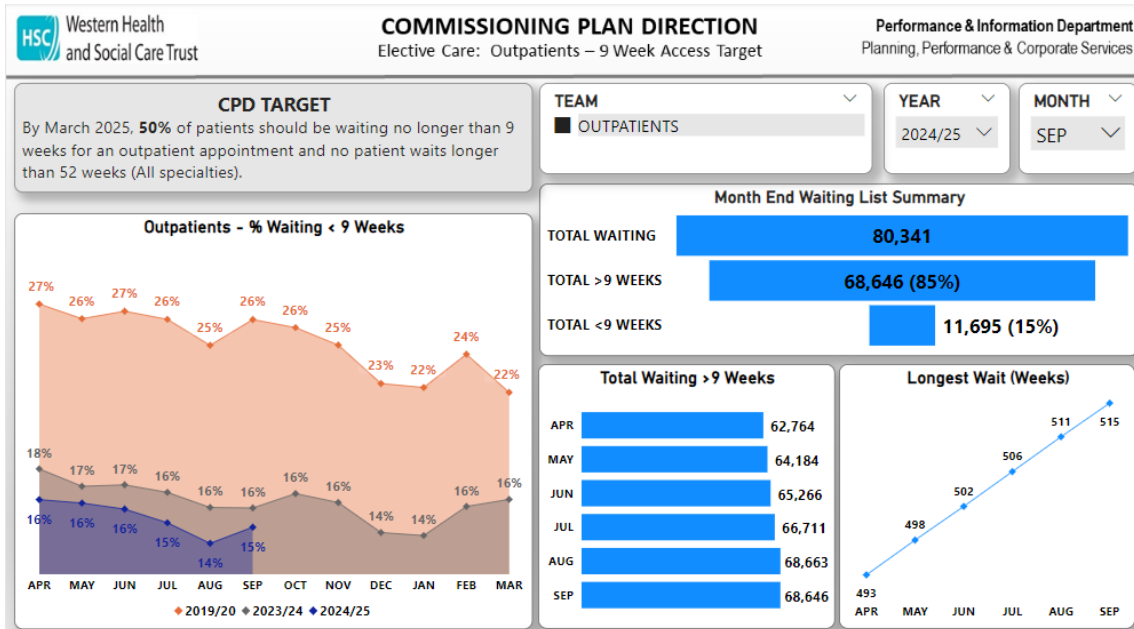 HSC Western Health
and Social Care Trust
COMMISSIONING PLAN DIRECTION
Elective Care: Outpatients – 9 Week Access Target
Performance & Information Department
Planning, Performance & Corporate Services
CPD TARGET
By March 2025, 50% of patients should be waiting no longer than 9
weeks for an outpatient appointment and no patient waits longer
than 52 weeks (All specialties).
TEAM
OUTPATIENTS
YEAR
2024/25
MONTH
SEP
Outpatients - % Waiting < 9 Weeks
27% 26% 27% 26% 25% 26% 26% 25% 23% 22% 24% 22%
18% 17% 17% 16% 16% 16% 16% 16% 14% 14% 16% 16%
16% 16% 16% 15% 14% 15%
APR MAY JUN JUL AUG SEP OCT NOV DEC JAN FEB MAR
2019/20 2023/24 2024/25
Month End Waiting List Summary
TOTAL WAITING 80,341
TOTAL >9 WEEKS 68,646 (85%)
TOTAL <9 WEEKS 11,695 (15%)
Total Waiting >9 Weeks
APR 62,764
MAY 64,184
JUN 65,266
JUL 66,711
AUG 68,663
SEP 68,646
Longest Wait (Weeks)
493 498 502 506 511 515
APR MAY JUN JUL AUG SEP